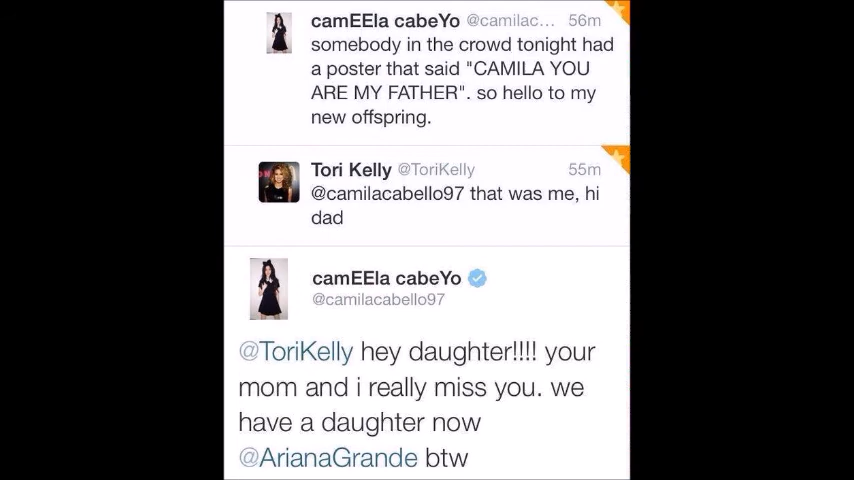 camEEla cabeYo @camilac... 56m
somebody in the crowd tonight had
a poster that said "CAMILA YOU
ARE MY FATHER". so hello to my
new offspring.
Tori Kelly @ToriKelly 55m
@camilacabello97 that was me, hi
dad
camEEla cabeYo
@camilacabello97
@ToriKelly hey daughter!!!! your
mom and i really miss you. we
have a daughter now
@ArianaGrande btw